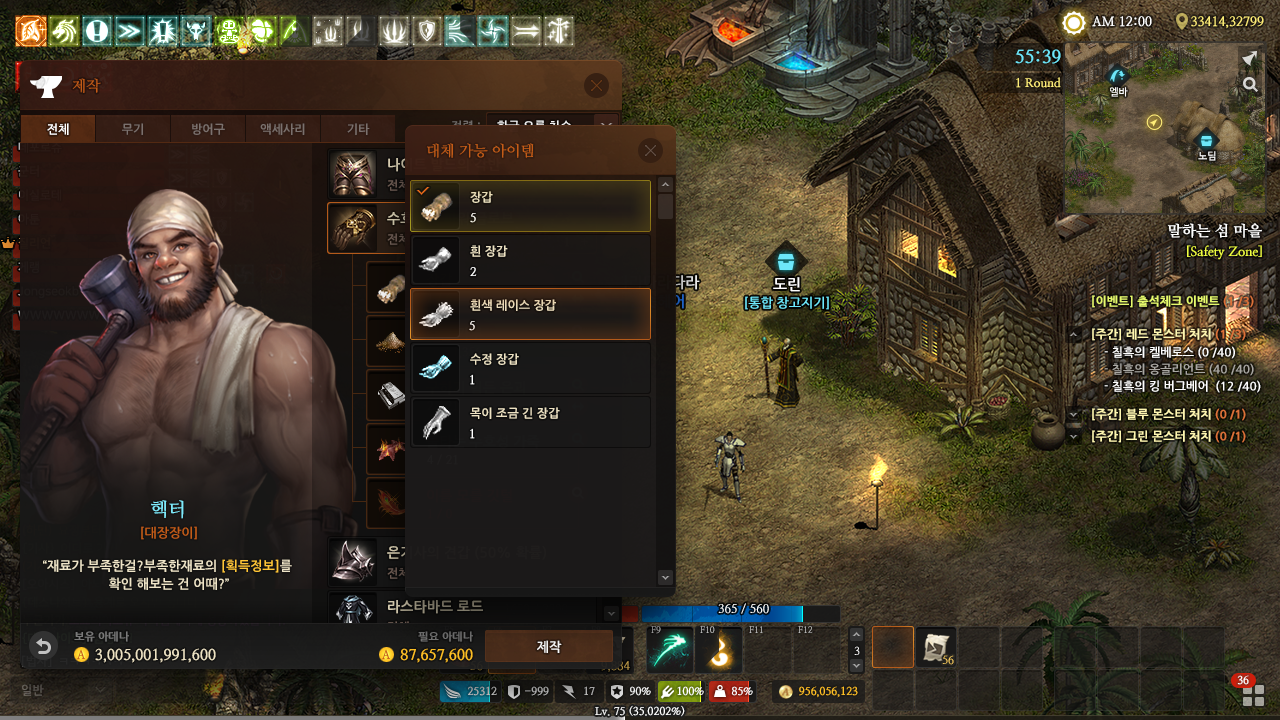 AM 12:00
33414,32799
55:39
1 Round
엘바
노딤
말하는 섬 마을
[Safety Zone]
제작
전체
무기
방어구
액세서리
기타
대체 가능 아이템
장갑
5
흰 장갑
2
흰색 레이스 장갑
5
수정 장갑
1
목이 조금 긴 장갑
1
도린
[통합 창고지기]
[이벤트] 출석체크 이벤트
[주간] 레드 몬스터 처치
- 칠흑의 켈베로스 (0 /40)
- 칠흑의 웅골리언트 (40 /40)
- 칠흑의 킹 버그베어 (12 /40)
[주간] 블루 몬스터 처치 (0 /1)
[주간] 그린 몬스터 처치 (0 /1)
헥터
[대장장이]
“재료가 부족한걸?부족한재료의 [획득정보]를
확인 해보는 건 어때?”
라스타바드 로드
보유 아데나
3,005,001,991,600
필요 아데나
87,657,600
제작
365 / 560
F9
F10
F11
F12
3
56
일반
25312
-999
17
90%
100%
85%
956,056,123
36
Lv. 75 (35,0202%)